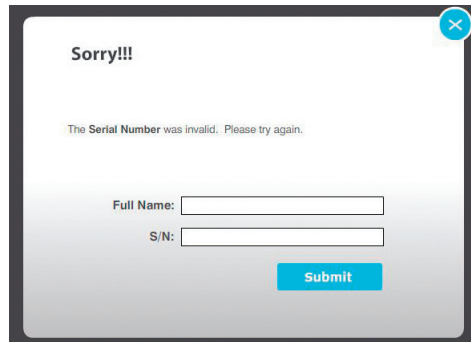 Sorry!!!
The Serial Number was invalid. Please try again.
Full Name:
S/N:
Submit